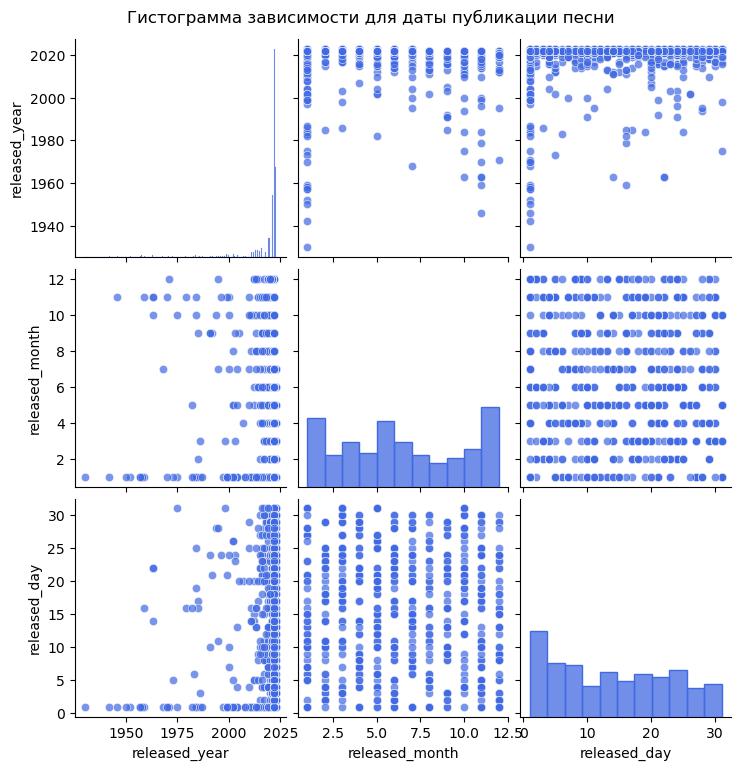 Гистограмма зависимости для даты публикации песни
released_year
2020
2000
1980
1960
1940
released_month
12
10
8
6
4
2
released_day
30
25
20
15
10
5
0
1950 1975 2000 2025
2.5 5.0 7.5 10.0 12.5
0 10 20 30
released_year released_month released_day